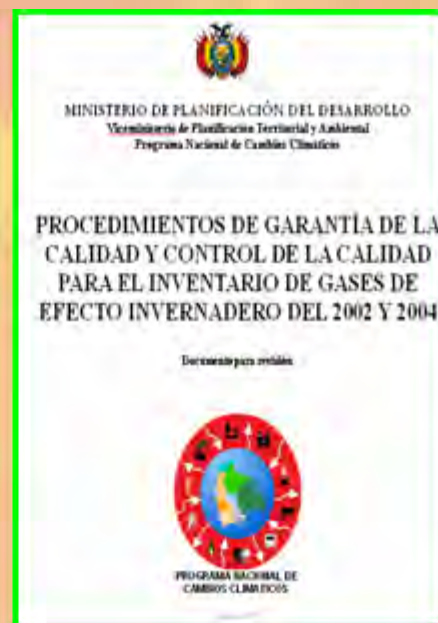 MINISTERIO DE PLANIFICACIÓN DEL DESARROLLO
Viceministerio de Planificación Territorial y Ambiental
Programa Nacional de Cambios Climáticos
PROCEDIMIENTOS DE GARANTÍA DE LA
CALIDAD Y CONTROL DE LA CALIDAD
PARA EL INVENTARIO DE GASES DE
EFECTO INVERNADERO DEL 2002 Y 2004
Documento para revisión
PROGRAMA NACIONAL DE
CAMBIOS CLIMATICOS